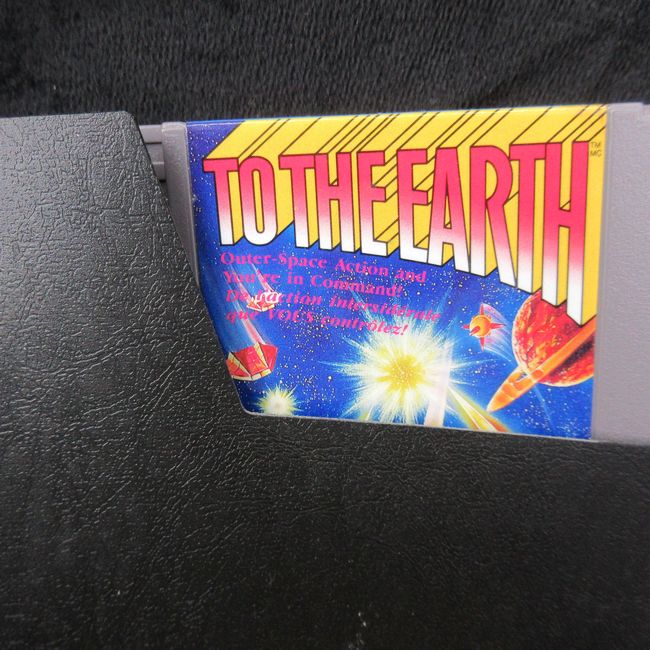 TO THE EARTH
TM
MC
Outer-Space Action and
You're in Command!
De l'action intersidérale
que VOUS contrôlez!